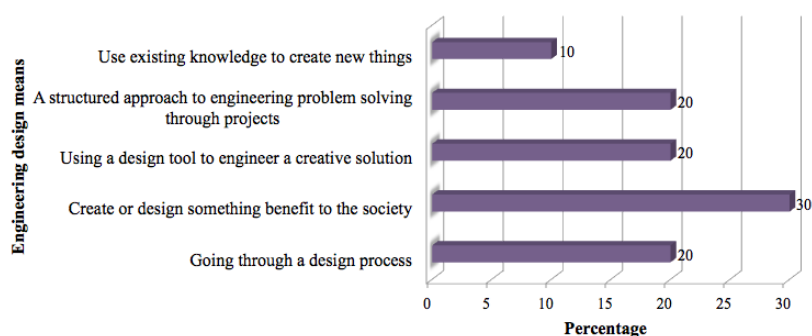 Engineering design means
Use existing knowledge to create new things
10
A structured approach to engineering problem solving
through projects
20
Using a design tool to engineer a creative solution
20
Create or design something benefit to the society
30
Going through a design process
20
0 5 10 15 20 25 30
Percentage